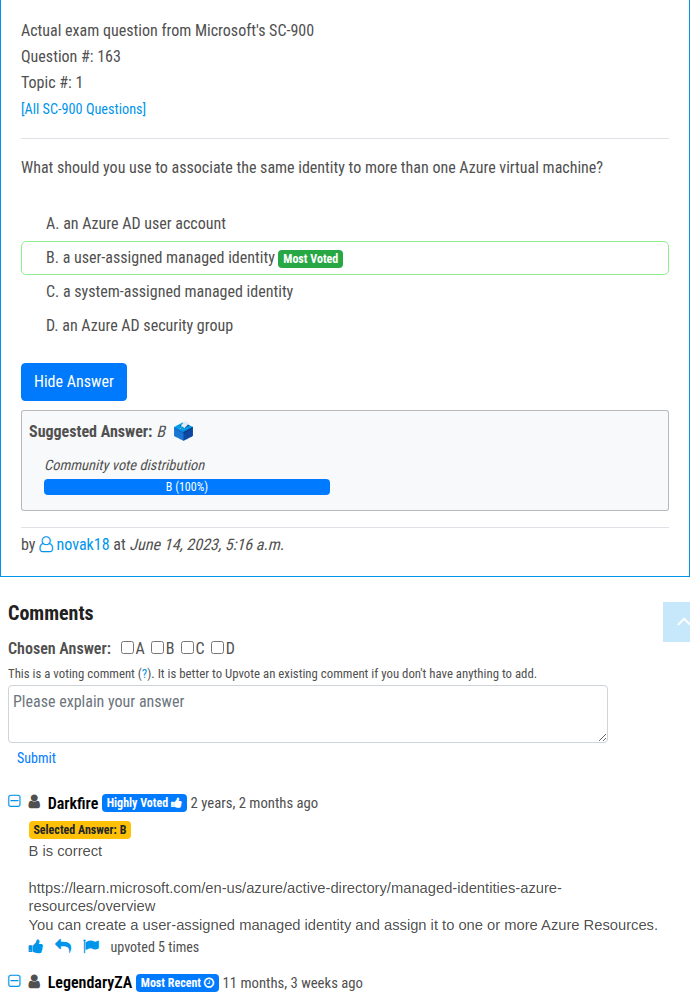 Actual exam question from Microsoft's SC-900
Question #: 163
Topic #: 1
[All SC-900 Questions]
What should you use to associate the same identity to more than one Azure virtual machine?
A. an Azure AD user account
B. a user-assigned managed identity Most Voted
C. a system-assigned managed identity
D. an Azure AD security group
Hide Answer
Suggested Answer: B
Community vote distribution
B (100%)
by novak18 at June 14, 2023, 5:16 a.m.
Comments
Chosen Answer: A B C D
This is a voting comment (?). It is better to Upvote an existing comment if you don't have anything to add.
Please explain your answer
Submit
Darkfire Highly Voted 2 years, 2 months ago
Selected Answer: B
B is correct
https://learn.microsoft.com/en-us/azure/active-directory/managed-identities-azure-
resources/overview
You can create a user-assigned managed identity and assign it to one or more Azure Resources.
upvoted 5 times
LegendaryZA Most Recent 11 months, 3 weeks ago